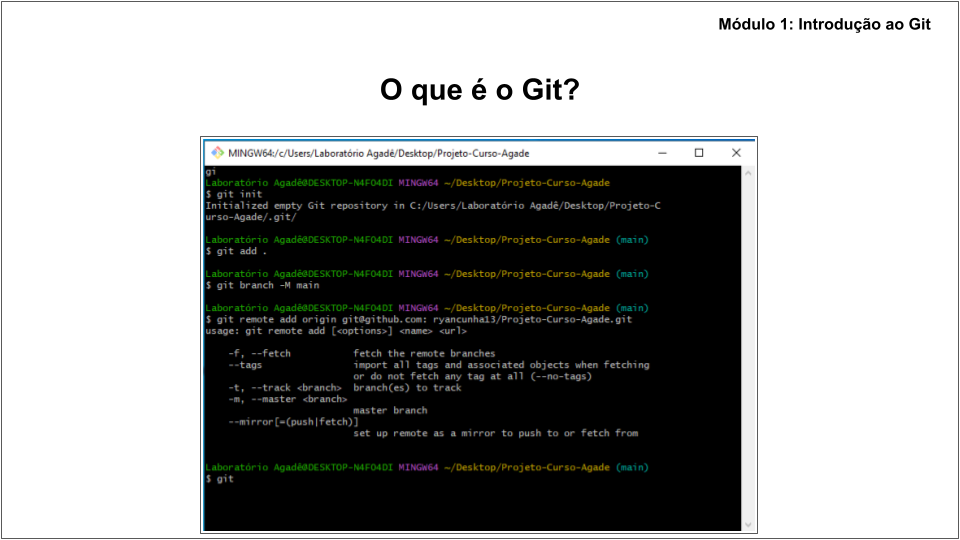 Módulo 1: Introdução ao Git
O que é o Git?
MINGW64:/c/Users/Laboratório Agadê/Desktop/Projeto-Curso-Agade
gi
Laboratório Agadê@DESKTOP-N4FO4DI MINGW64 ~/Desktop/Projeto-Curso-Agade
$ git init
Initialized empty Git repository in C:/Users/Laboratório Agadê/Desktop/Projeto-C
urso-Agade/.git/
Laboratório Agadê@DESKTOP-N4FO4DI MINGW64 ~/Desktop/Projeto-Curso-Agade (main)
$ git add .
Laboratório Agadê@DESKTOP-N4FO4DI MINGW64 ~/Desktop/Projeto-Curso-Agade (main)
$ git branch -M main
Laboratório Agadê@DESKTOP-N4FO4DI MINGW64 ~/Desktop/Projeto-Curso-Agade (main)
$ git remote add origin git@github.com: ryancunha13/Projeto-Curso-Agade.git
usage: git remote add [<options>] <name> <url>
-f, --fetch fetch the remote branches
--tags import all tags and associated objects when fetching
or do not fetch any tag at all (--no-tags)
-t, --track <branch> branch(es) to track
-m, --master <branch>
master branch
--mirror[=(push|fetch)]
set up remote as a mirror to push to or fetch from
Laboratório Agadê@DESKTOP-N4FO4DI MINGW64 ~/Desktop/Projeto-Curso-Agade (main)
$ git